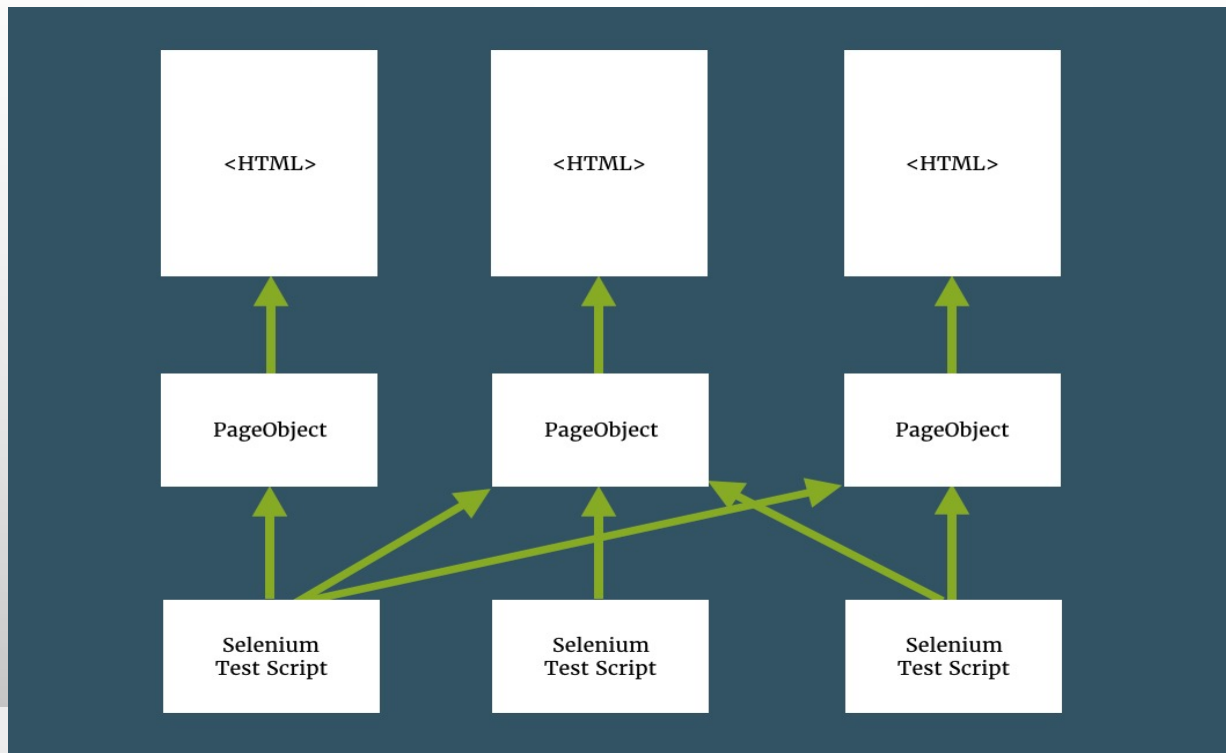 <HTML>
<HTML>
<HTML>
PageObject
PageObject
PageObject
Selenium
Test Script
Selenium
Test Script
Selenium
Test Script